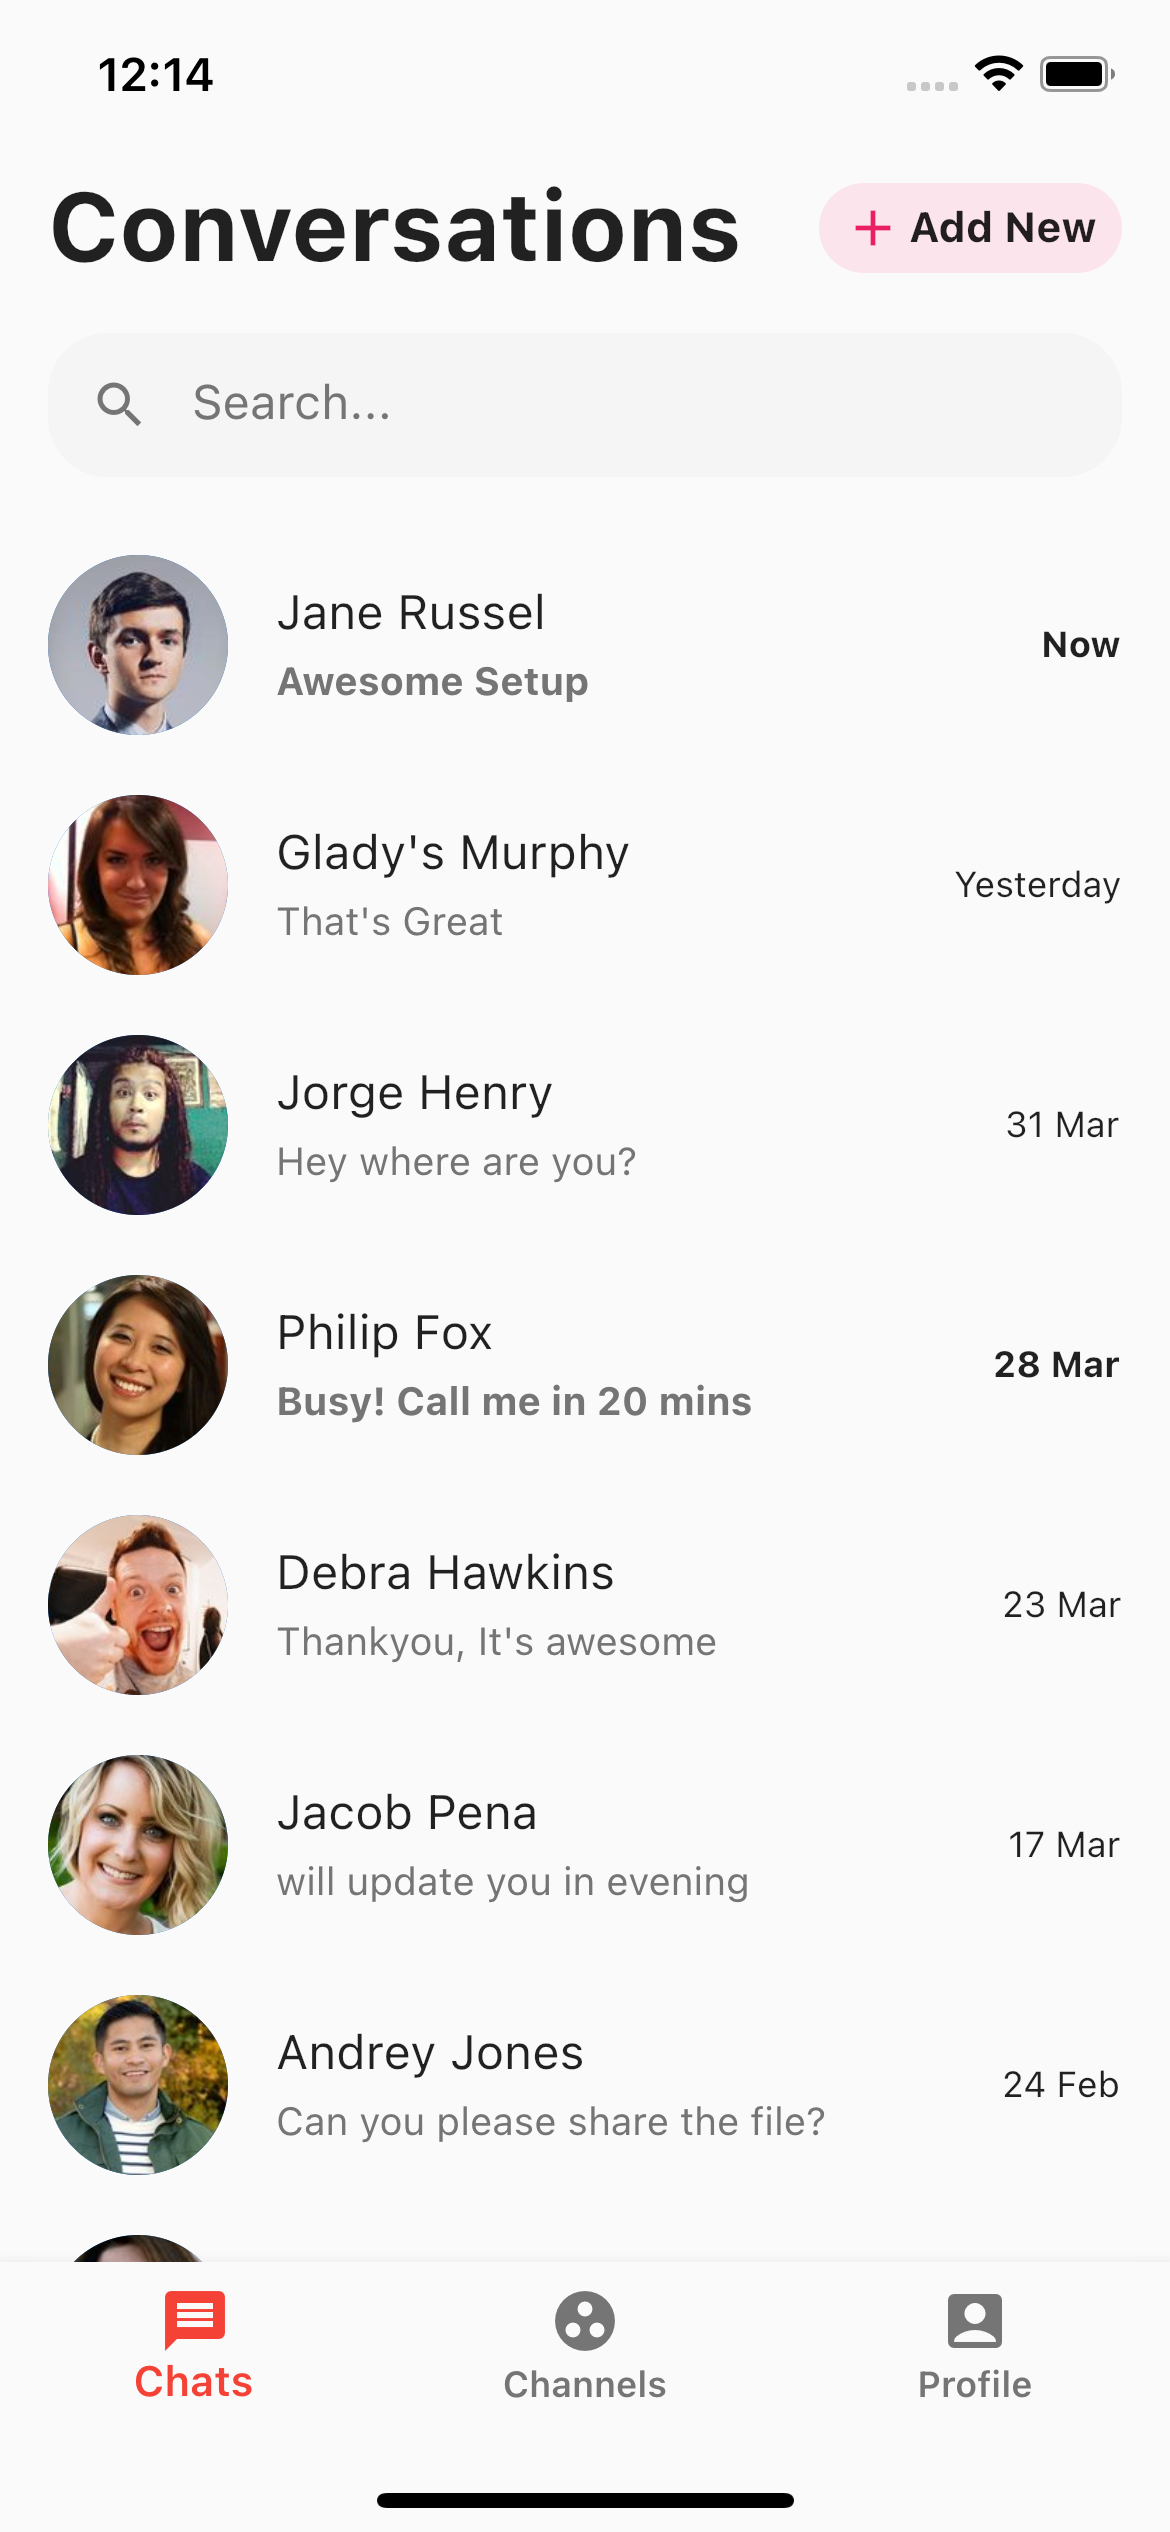 12:14
Conversations
Add New
Search...
Jane Russel
Awesome Setup
Now
Glady's Murphy
That's Great
Yesterday
Jorge Henry
Hey where are you?
31 Mar
Philip Fox
Busy! Call me in 20 mins
28 Mar
Debra Hawkins
Thankyou, It's awesome
23 Mar
Jacob Pena
will update you in evening
17 Mar
Andrey Jones
Can you please share the file?
24 Feb
Chats
Channels
Profile